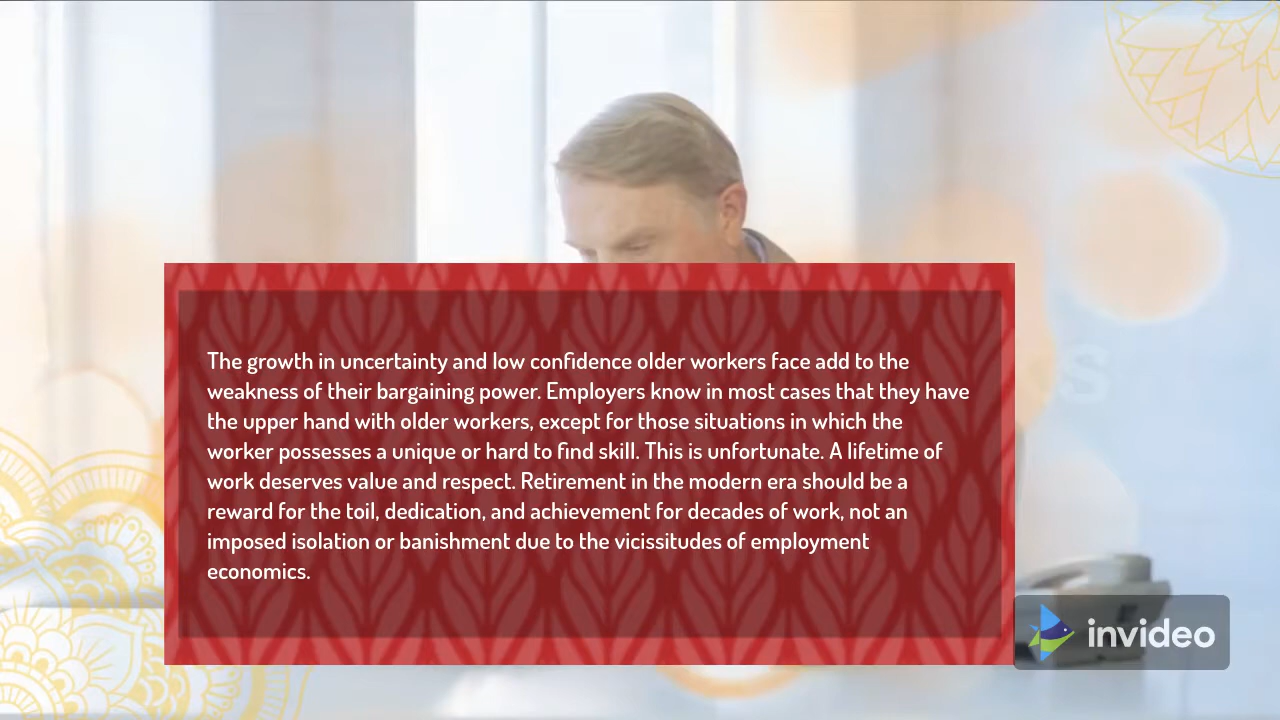 The growth in uncertainty and low confidence older workers face add to the
weakness of their bargaining power. Employers know in most cases that they have
the upper hand with older workers, except for those situations in which the
worker possesses a unique or hard to find skill. This is unfortunate. A lifetime of
work deserves value and respect. Retirement in the modern era should be a
reward for the toil, dedication, and achievement for decades of work, not an
imposed isolation or banishment due to the vicissitudes of employment
economics.
invideo